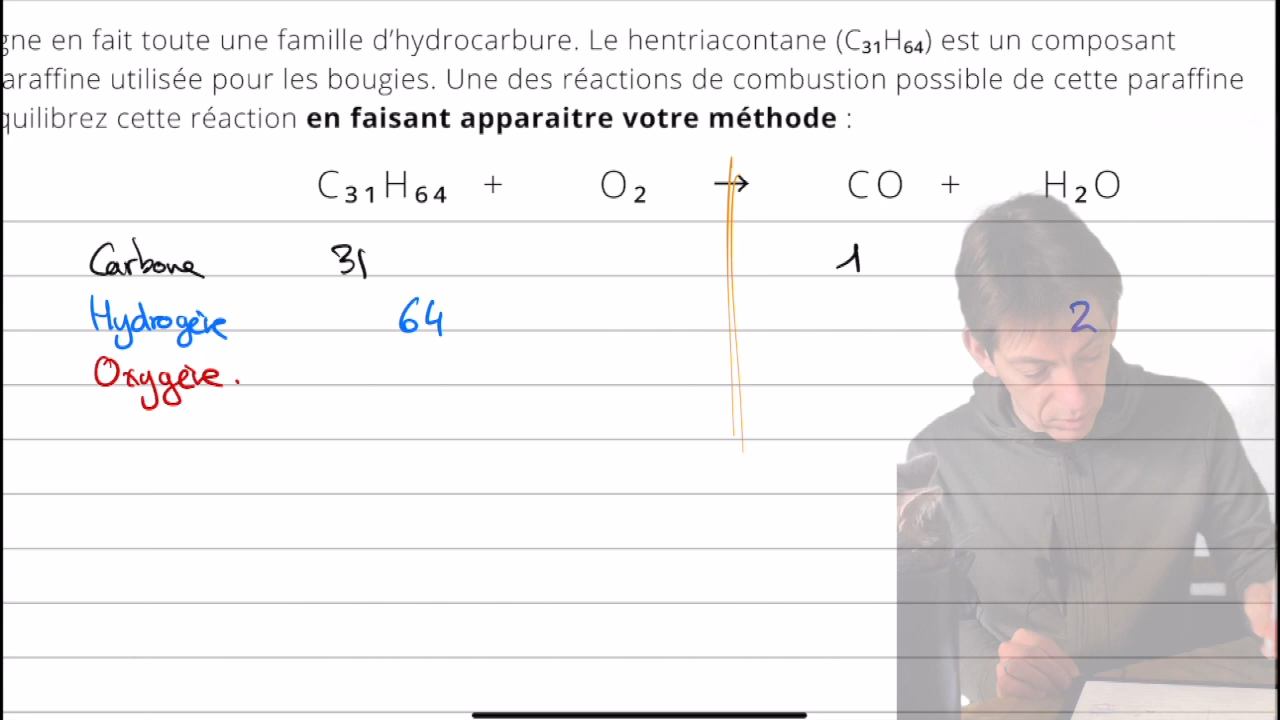 gne en fait toute une famille d'hydrocarbure. Le hentriacontane (C₃₁H₆₄) est un composant
araffine utilisée pour les bougies. Une des réactions de combustion possible de cette paraffine
quilibrez cette réaction en faisant apparaitre votre méthode :
C₃₁H₆₄ + O₂ → CO + H₂O
Carbone 31 1
Hydrogène 64 2
Oxygène.